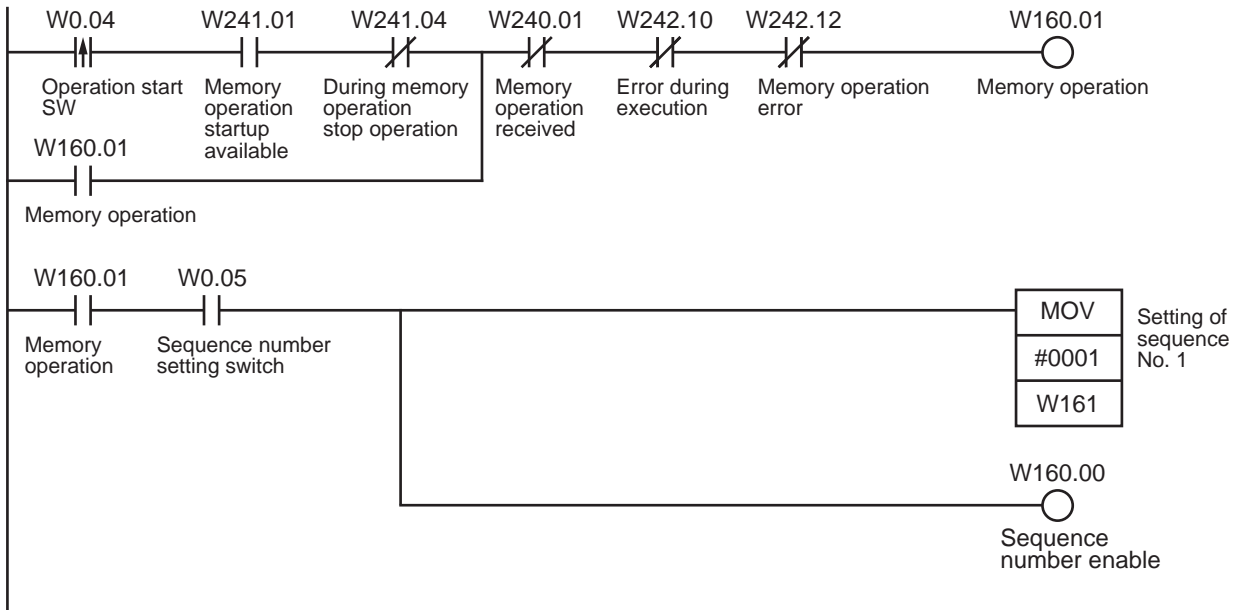 W0.04
W241.01
W241.04
W240.01
W242.10
W242.12
W160.01
Operation start
SW
Memory
operation
startup
available
During memory
operation
stop operation
Memory
operation
received
Error during
execution
Memory operation
error
Memory operation
W160.01
Memory operation
W160.01
W0.05
Memory
operation
Sequence number
setting switch
MOV
#0001
W161
Setting of
sequence
No. 1
W160.00
Sequence
number enable